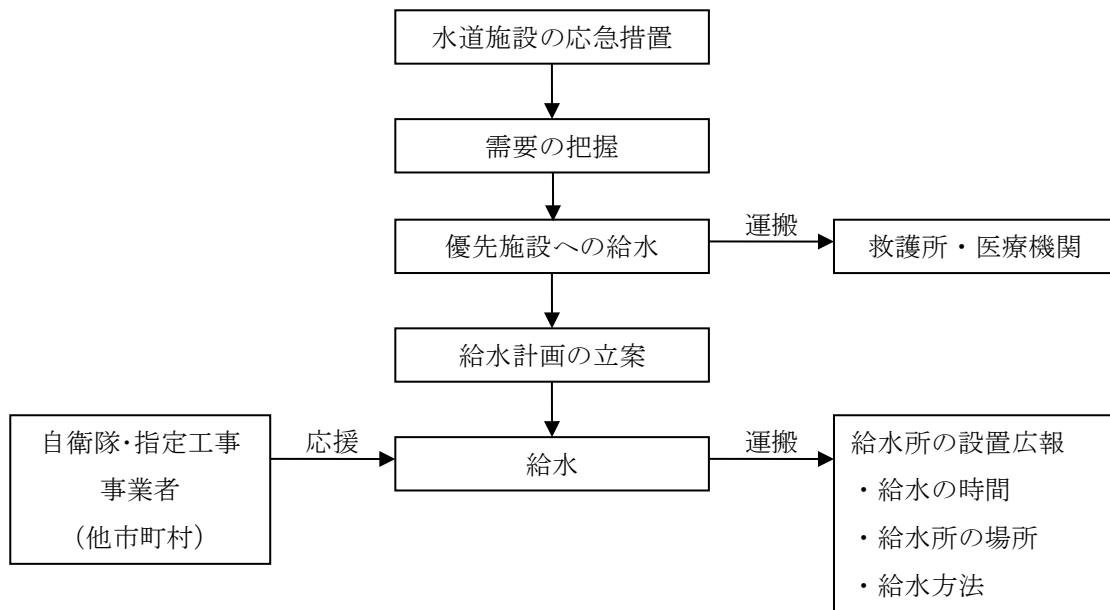 水道施設の応急措置
需要の把握
優先施設への給水
運搬
救護所・医療機関
給水計画の立案
自衛隊・指定工事
事業者
（他市町村）
応援
給水
運搬
給水所の設置広報
・給水の時間
・給水所の場所
・給水方法